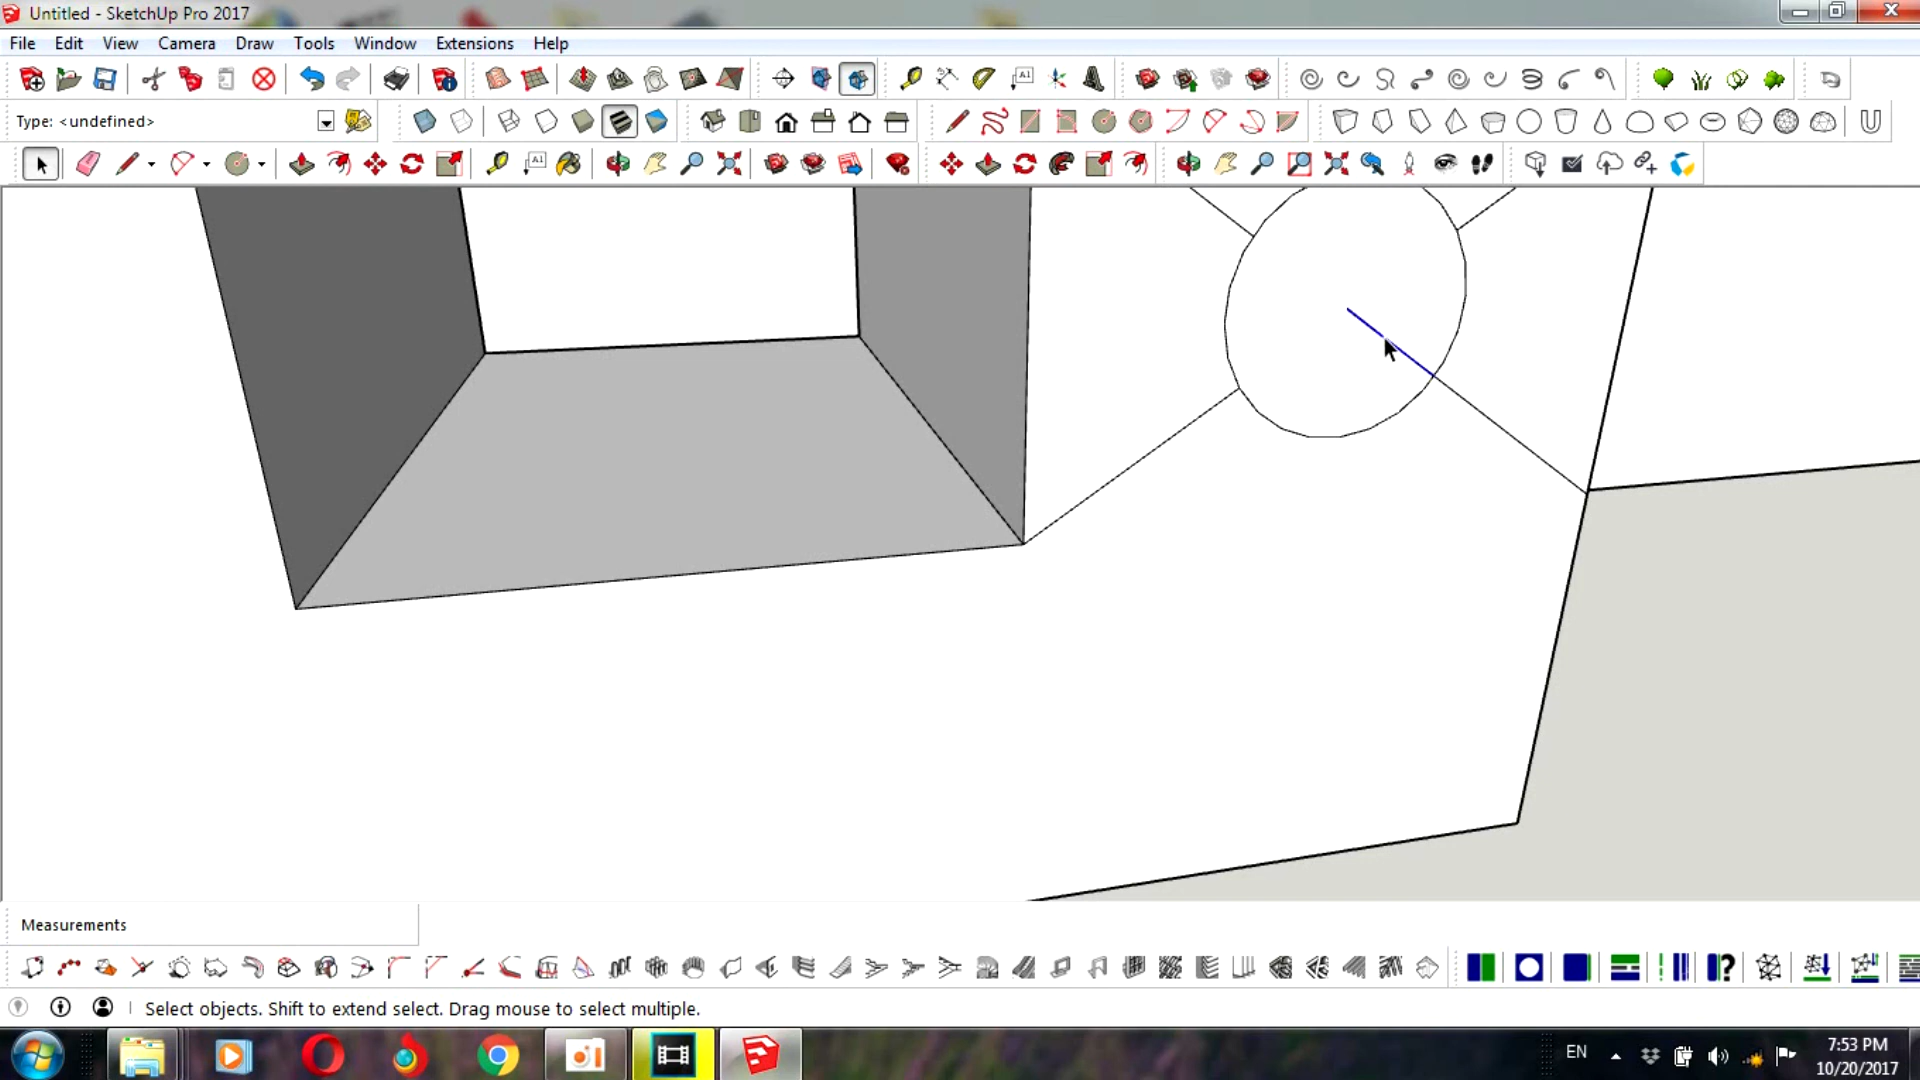 Untitled - SketchUp Pro 2017
File Edit View Camera Draw Tools Window Extensions Help
Type: <undefined>
Measurements
Select objects. Shift to extend select. Drag mouse to select multiple.
EN
7:53 PM
10/20/2017